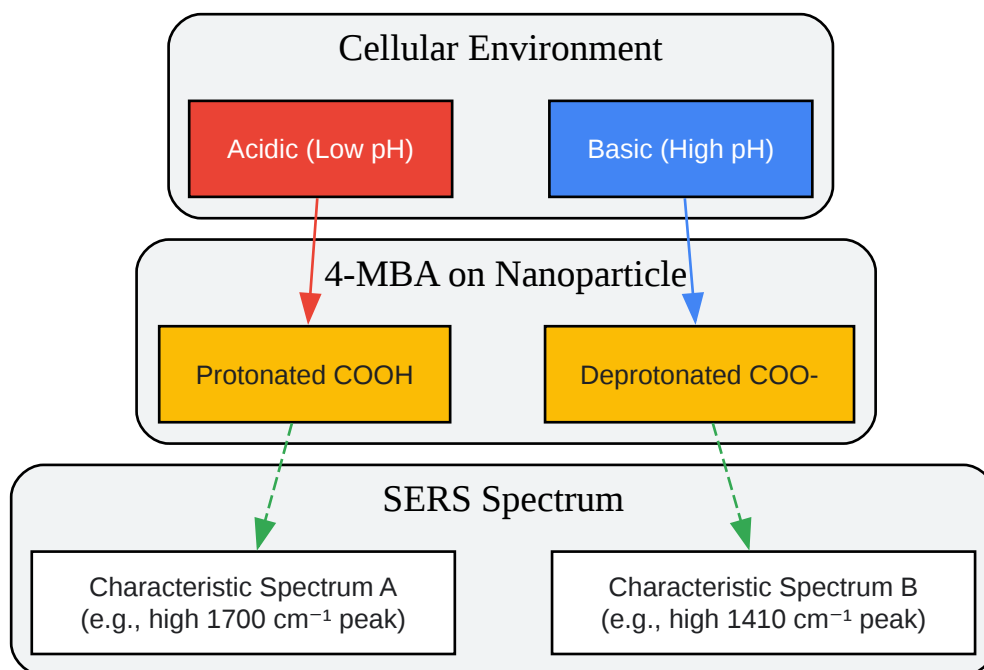 Cellular Environment
Acidic (Low pH)
Basic (High pH)
4-MBA on Nanoparticle
Protonated COOH
Deprotonated COO-
SERS Spectrum
Characteristic Spectrum A
(e.g., high 1700 cm⁻¹ peak)
Characteristic Spectrum B
(e.g., high 1410 cm⁻¹ peak)